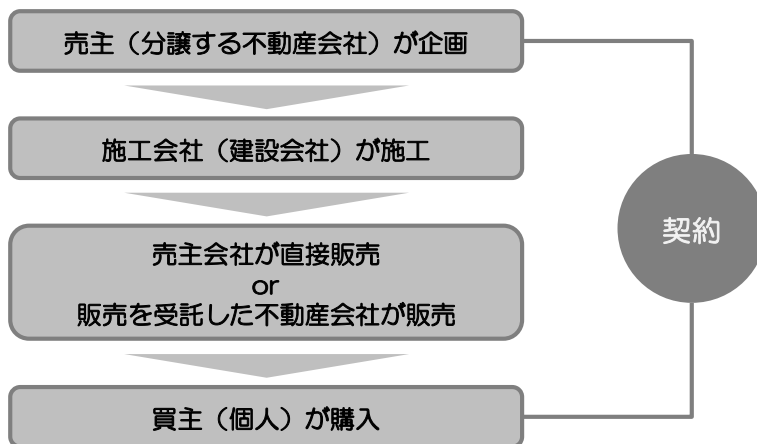 売主（分譲する不動産会社）が企画
施工会社（建設会社）が施工
売主会社が直接販売
or
販売を受託した不動産会社が販売
買主（個人）が購入
契約